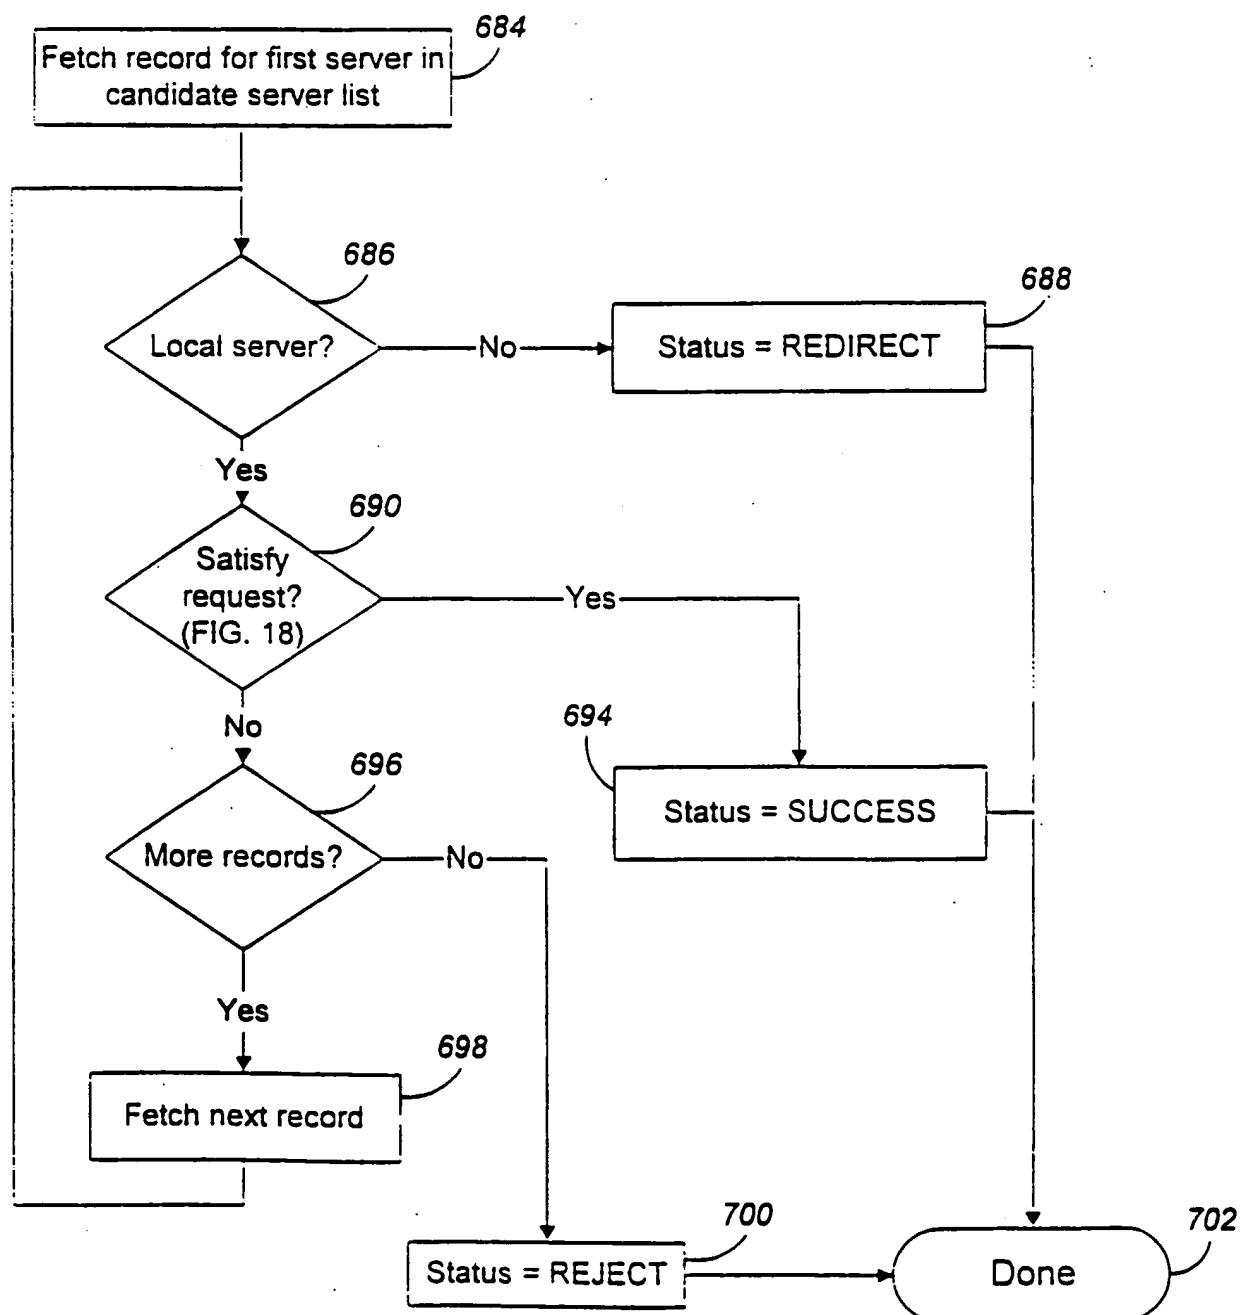 684
Fetch record for first server in
candidate server list
686
Local server?
No
688
Status = REDIRECT
Yes
690
Satisfy
request?
(FIG. 18)
Yes
No
694
Status = SUCCESS
696
More records?
No
Yes
698
Fetch next record
700
Status = REJECT
702
Done